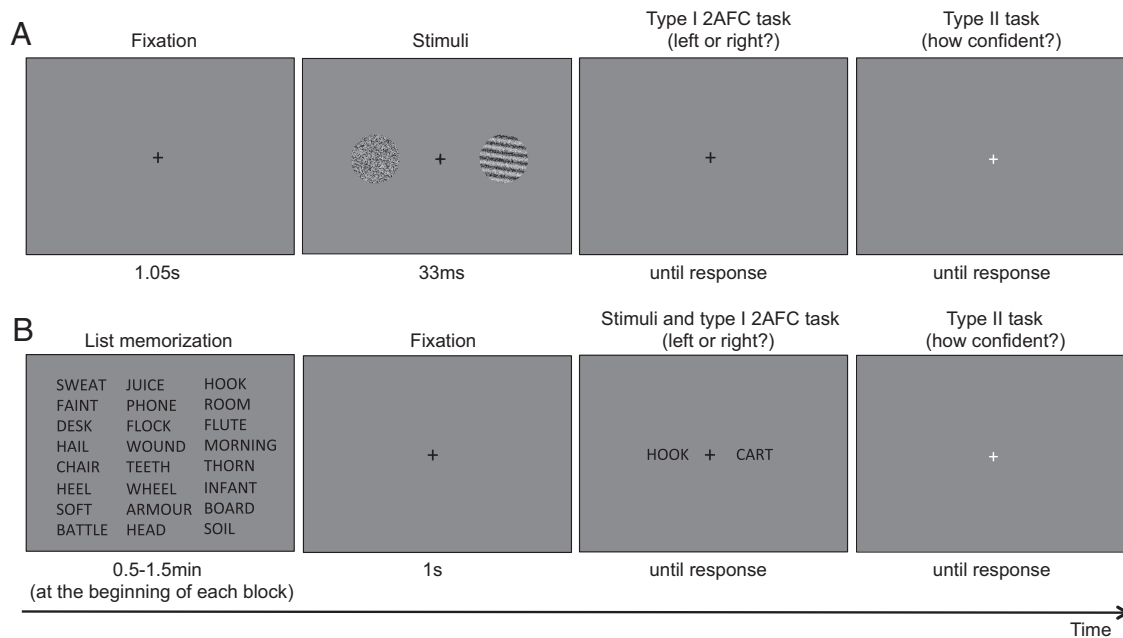 A
Fixation
Stimuli
Type I 2AFC task
(left or right?)
Type II task
(how confident?)
+
+
+
+
1.05s
33ms
until response
until response
B
List memorization
Fixation
Stimuli and type I 2AFC task
(left or right?)
Type II task
(how confident?)
SWEAT JUICE HOOK
FAINT PHONE ROOM
DESK FLOCK FLUTE
HAIL WOUND MORNING
CHAIR TEETH THORN
HEEL WHEEL INFANT
SOFT ARMOUR BOARD
BATTLE HEAD SOIL
+
HOOK + CART
+
0.5-1.5min
(at the beginning of each block)
1s
until response
until response
Time